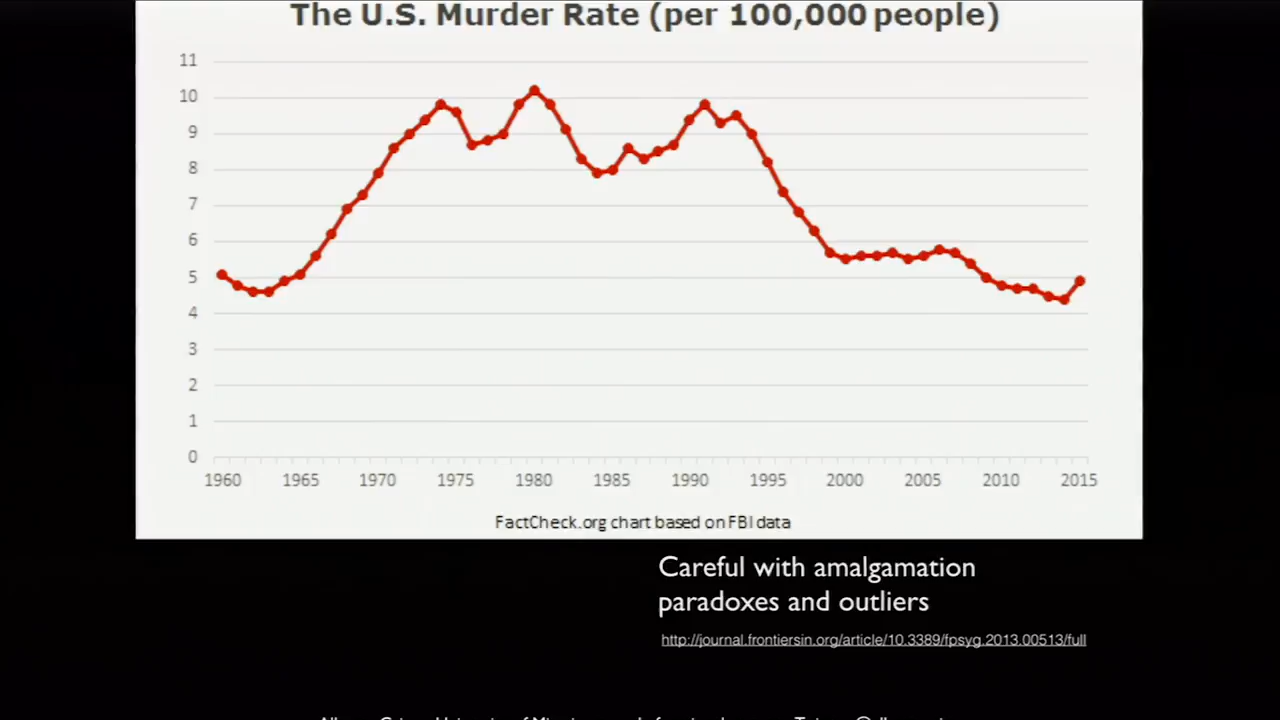 The U.S. Murder Rate (per 100,000 people)
11
10
9
8
7
6
5
4
3
2
1
0
1960 1965 1970 1975 1980 1985 1990 1995 2000 2005 2010 2015
FactCheck.org chart based on FBI data
Careful with amalgamation
paradoxes and outliers
http://journal.frontiersin.org/article/10.3389/fpsyg.2013.00513/full